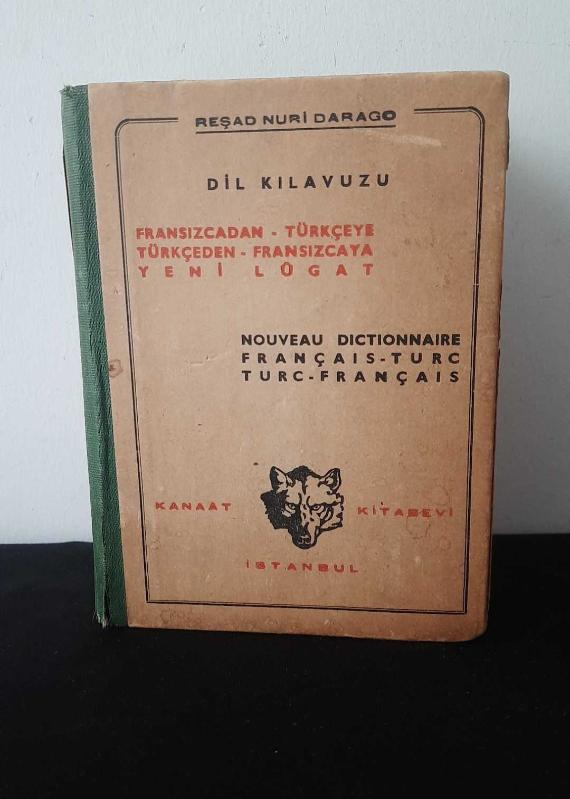 REŞAD NURİ DARAGO
DİL KILAVUZU
FRANSIZCADAN - TÜRKÇEYE
TÜRKÇEDEN - FRANSIZCAYA
YENİ LÛGAT
NOUVEAU DICTIONNAIRE
FRANÇAIS-TURC
TURC-FRANÇAIS
KANAAT KİTABEVİ
İSTANBUL